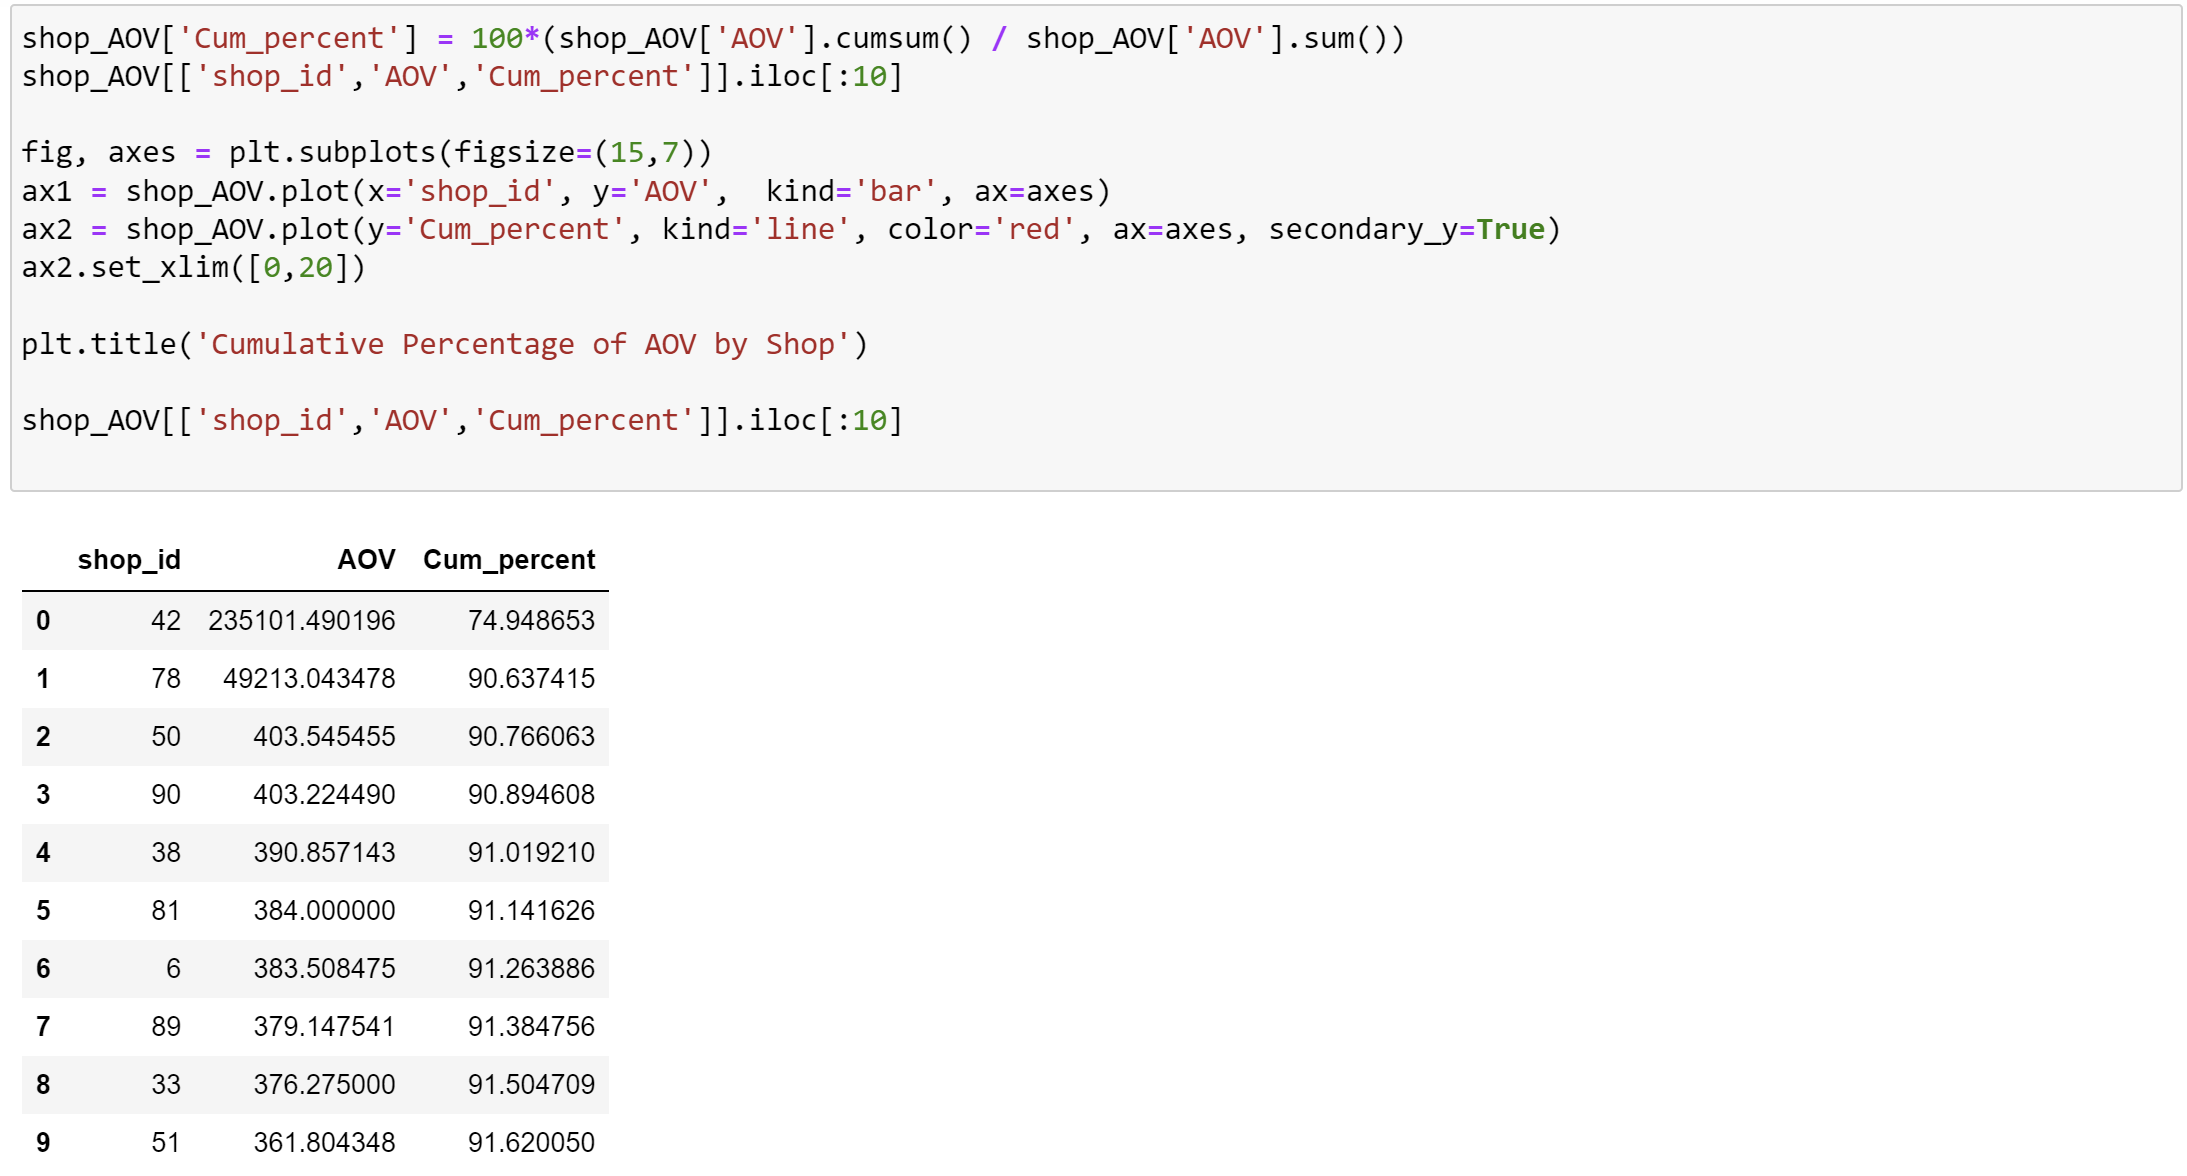 shop_AOV['Cum_percent'] = 100*(shop_AOV['AOV'].cumsum() / shop_AOV['AOV'].sum())
shop_AOV[['shop_id','AOV','Cum_percent']].iloc[:10]
fig, axes = plt.subplots(figsize=(15,7))
ax1 = shop_AOV.plot(x='shop_id', y='AOV',  kind='bar', ax=axes)
ax2 = shop_AOV.plot(y='Cum_percent', kind='line', color='red', ax=axes, secondary_y=True)
ax2.set_xlim([0,20])
plt.title('Cumulative Percentage of AOV by Shop')
shop_AOV[['shop_id','AOV','Cum_percent']].iloc[:10]
shop_id AOV Cum_percent
0 42 235101.490196 74.948653
1 78 49213.043478 90.637415
2 50 403.545455 90.766063
3 90 403.224490 90.894608
4 38 390.857143 91.019210
5 81 384.000000 91.141626
6 6 383.508475 91.263886
7 89 379.147541 91.384756
8 33 376.275000 91.504709
9 51 361.804348 91.620050